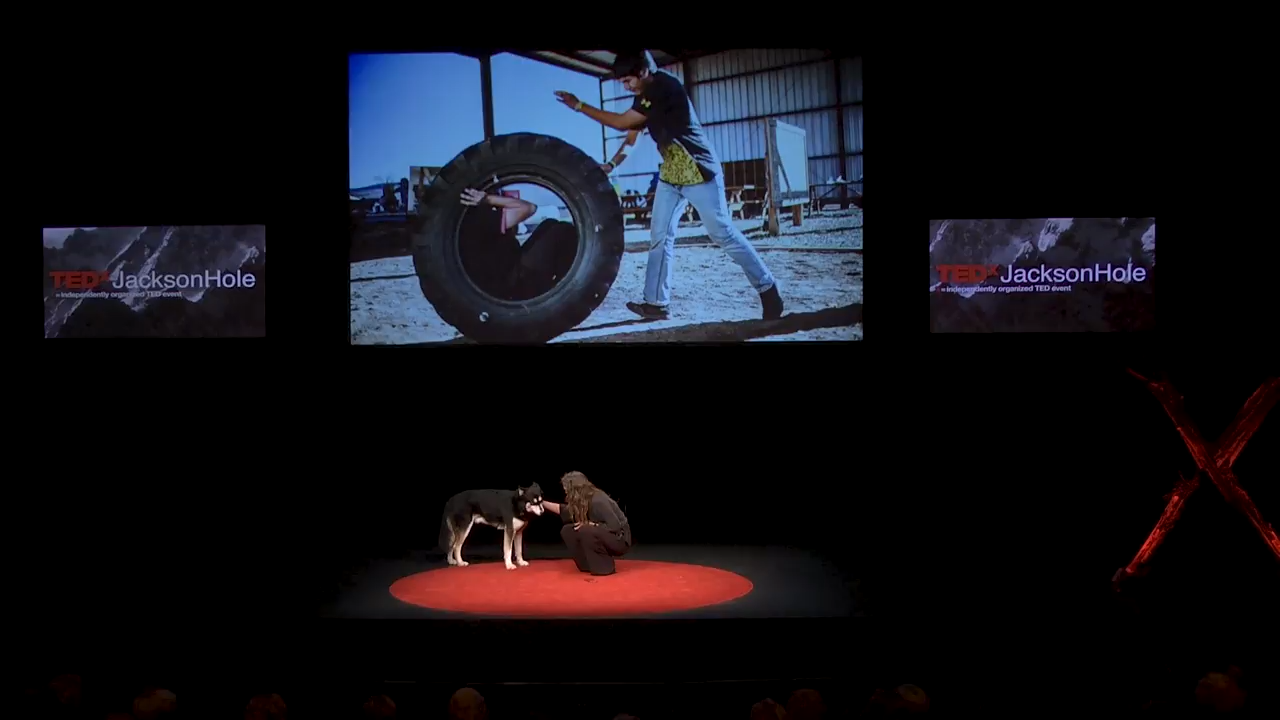 TEDxJacksonHole
x=independently organized TED event
TEDxJacksonHole
x=independently organized TED event
X